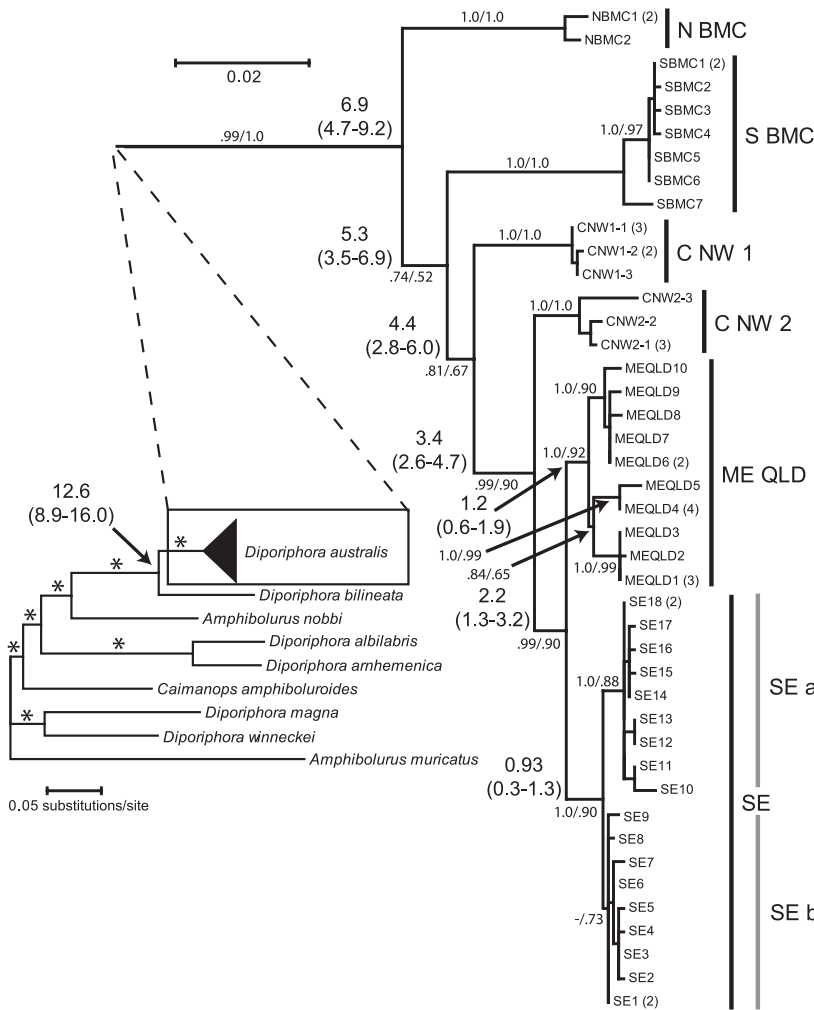 1.0/1.0
NBMC1 (2)
NBMC2
N BMC
0.02
6.9
(4.7-9.2)
.99/1.0
SBMC1 (2)
SBMC2
SBMC3
SBMC4
SBMC5
SBMC6
SBMC7
1.0/.97
1.0/1.0
S BMC
5.3
(3.5-6.9)
.74/.52
1.0/1.0
CNW1-1 (3)
CNW1-2 (2)
CNW1-3
C NW 1
4.4
(2.8-6.0)
.81/.67
1.0/1.0
CNW2-3
CNW2-2
CNW2-1 (3)
C NW 2
3.4
(2.6-4.7)
.99/.90
1.0/.90
1.0/.92
MEQLD10
MEQLD9
MEQLD8
MEQLD7
MEQLD6 (2)
MEQLD5
MEQLD4 (4)
MEQLD3
MEQLD2
MEQLD1 (3)
ME QLD
1.2
(0.6-1.9)
1.0/.99
.84/.65
1.0/.99
2.2
(1.3-3.2)
.99/.90
12.6
(8.9-16.0)
*
Diporiphora australis
*
Diporiphora bilineata
*
Amphibolurus nobbi
*
*
Diporiphora albilabris
Diporiphora arnhemenica
Caimanops amphiboluroides
*
Diporiphora magna
Diporiphora winneckei
Amphibolurus muricatus
0.05 substitutions/site
SE18 (2)
SE17
SE16
SE15
SE14
SE13
SE12
SE11
SE10
1.0/.88
SE a
0.93
(0.3-1.3)
1.0/.90
SE
SE9
SE8
SE7
SE6
SE5
SE4
SE3
SE2
SE1 (2)
-/.73
SE b